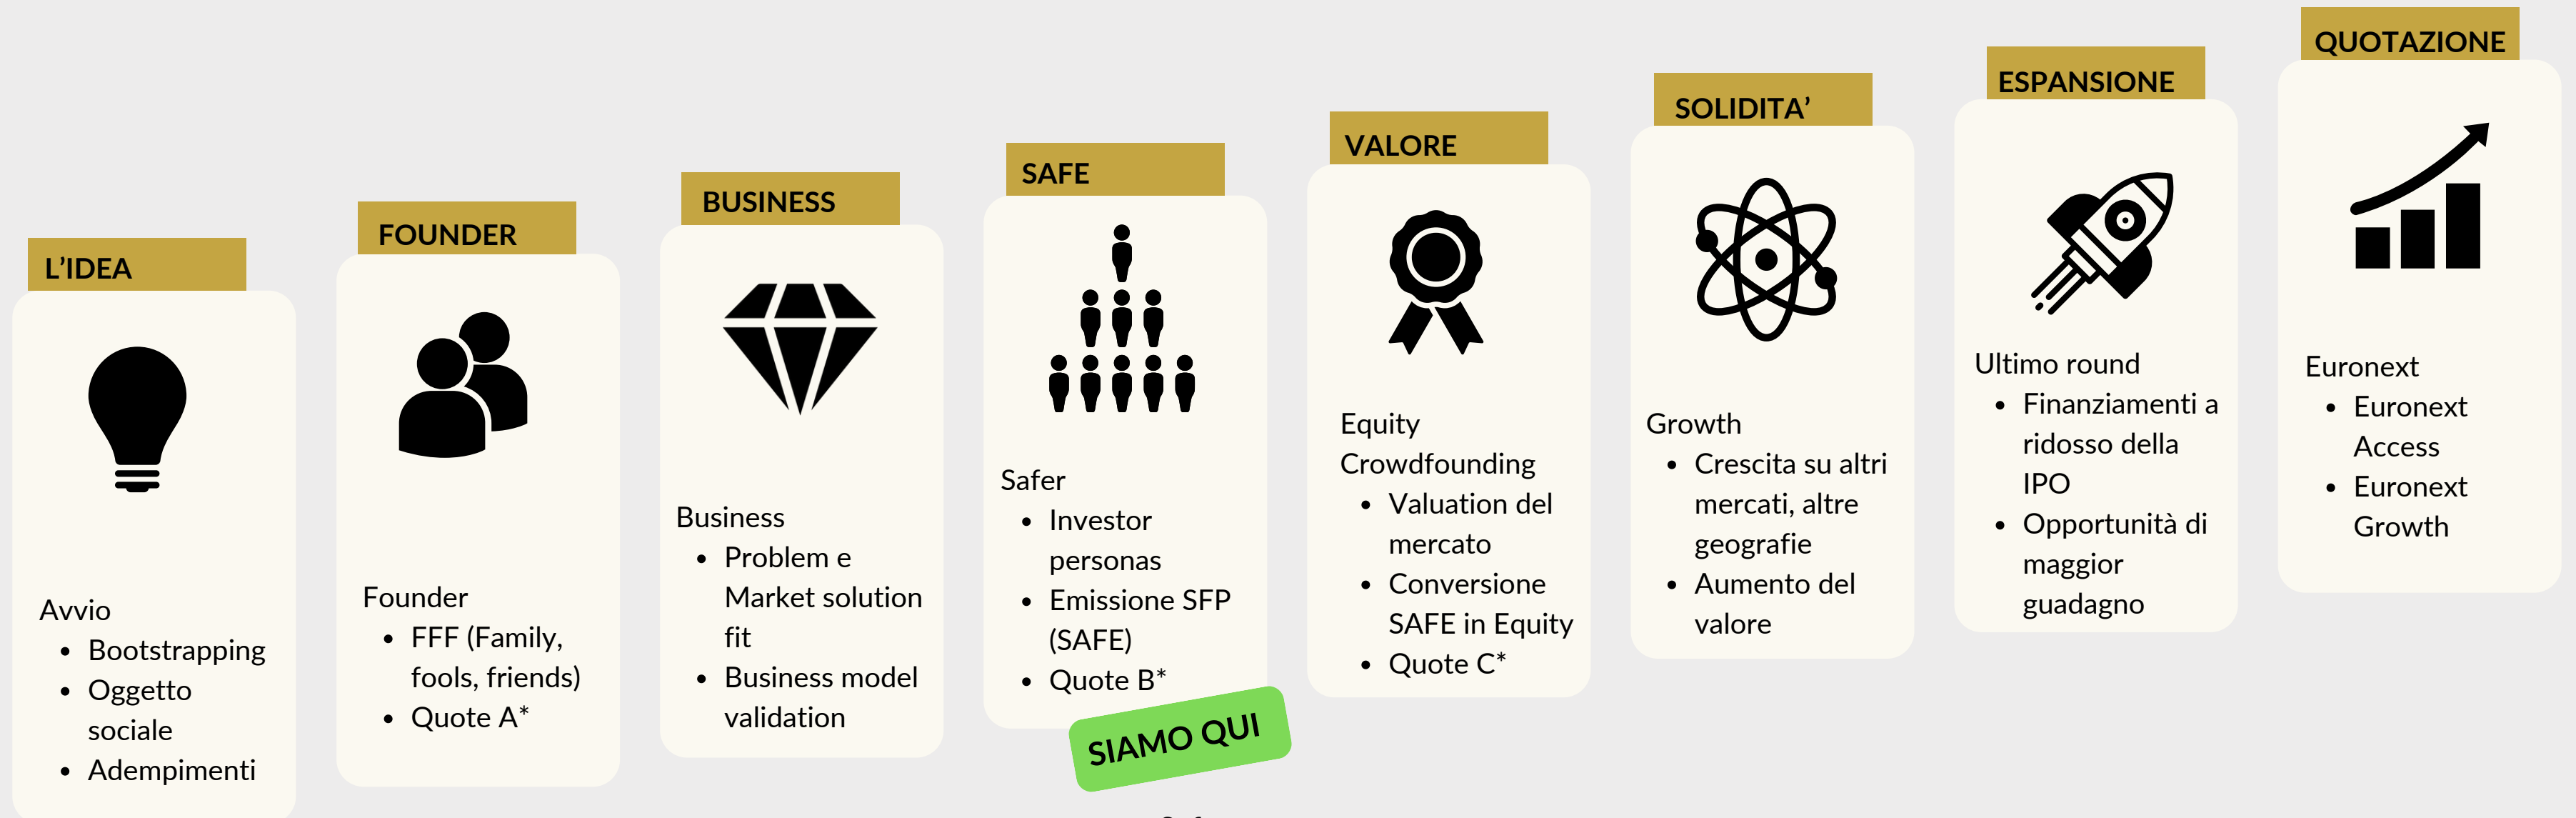 L’IDEA
Avvio
• Bootstrapping
• Oggetto
sociale
• Adempimenti
FOUNDER
Founder
• FFF (Family,
fools, friends)
• Quote A*
BUSINESS
Business
• Problem e
Market solution
fit
• Business model
validation
SAFE
Safer
• Investor
personas
• Emissione SFP
(SAFE)
• Quote B*
SIAMO QUI
VALORE
Equity
Crowdfounding
• Valuation del
mercato
• Conversione
SAFE in Equity
• Quote C*
SOLIDITA’
Growth
• Crescita su altri
mercati, altre
geografie
• Aumento del
valore
ESPANSIONE
Ultimo round
• Finanziamenti a
ridosso della
IPO
• Opportunità di
maggior
guadagno
QUOTAZIONE
Euronext
• Euronext
Access
• Euronext
Growth